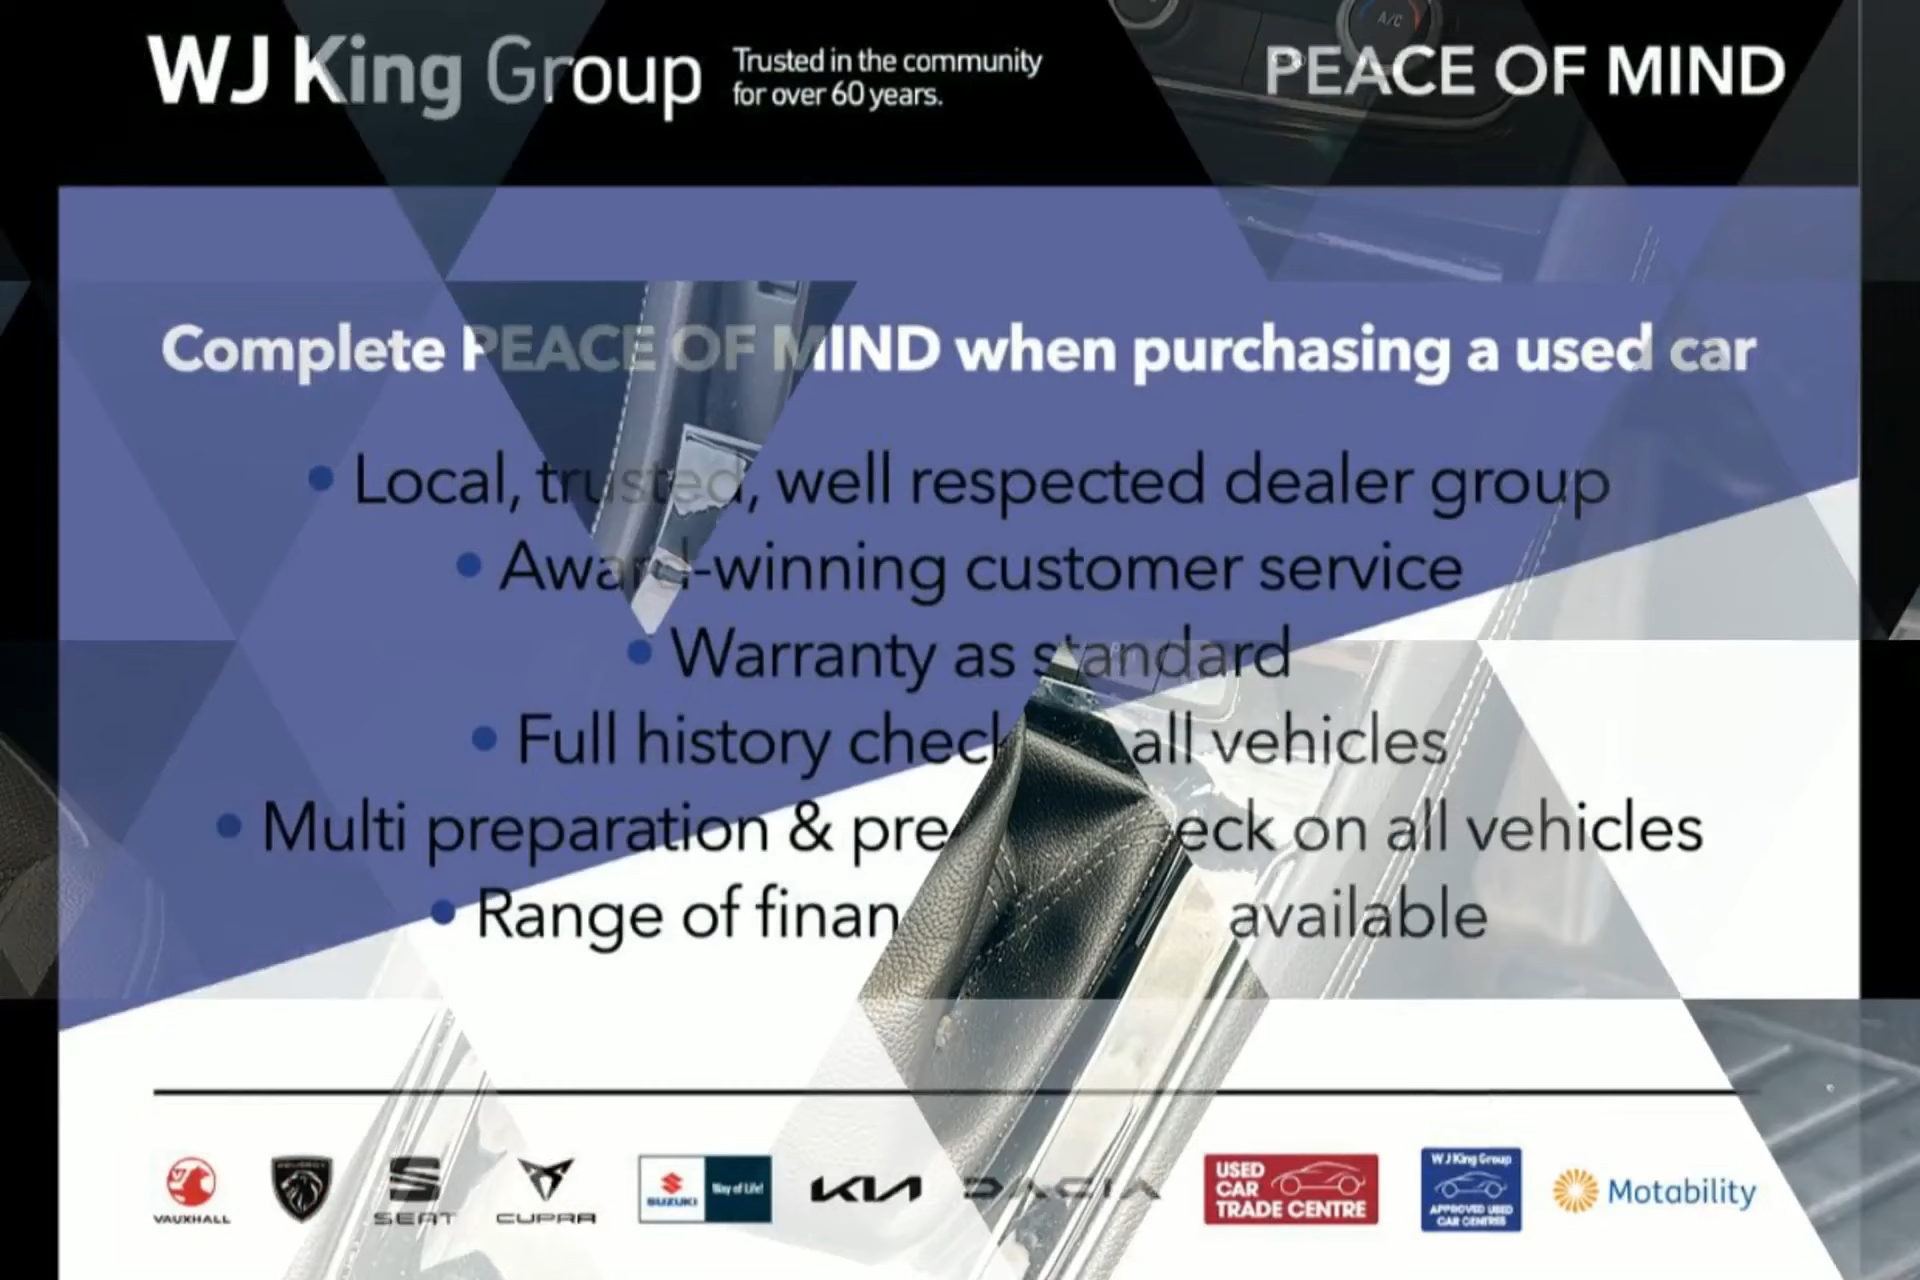 WJ King Group
Trusted in the community
for over 60 years.
PEACE OF MIND
A/C
Complete PEACE OF MIND when purchasing a used car
• Local, trusted, well respected dealer group
• Award-winning customer service
• Warranty as standard
• Full history check all vehicles
• Multi preparation & pre eck on all vehicles
• Range of finan available
VAUXHALL
PEUGEOT
SEAT
CUPRA
SUZUKI
Way of Life!
KIA
DACIA
USED
CAR
TRADE CENTRE
WJ King Group
APPROVED USED
CAR CENTRES
Motability